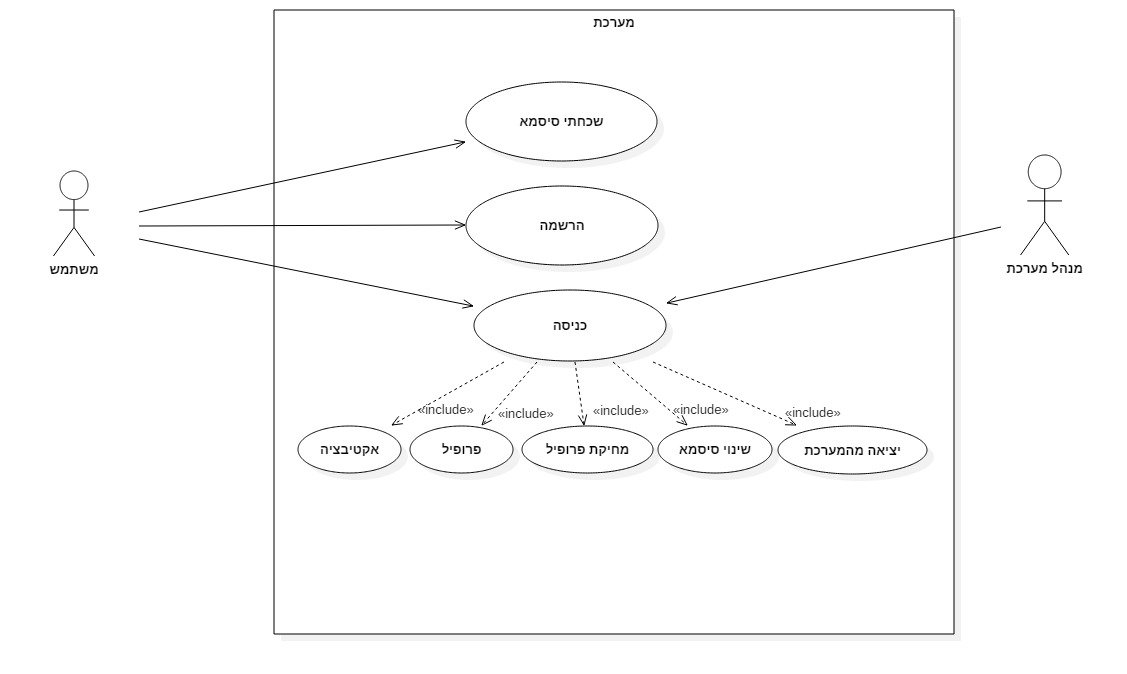 מערכת
שכחתי סיסמא
הרשמה
משתמש
מנהל מערכת
כניסה
«include»
«include»
«include»
«include»
«include»
אקטיבציה
פרופיל
מחיקת פרופיל
שינוי סיסמא
יציאה מהמערכת